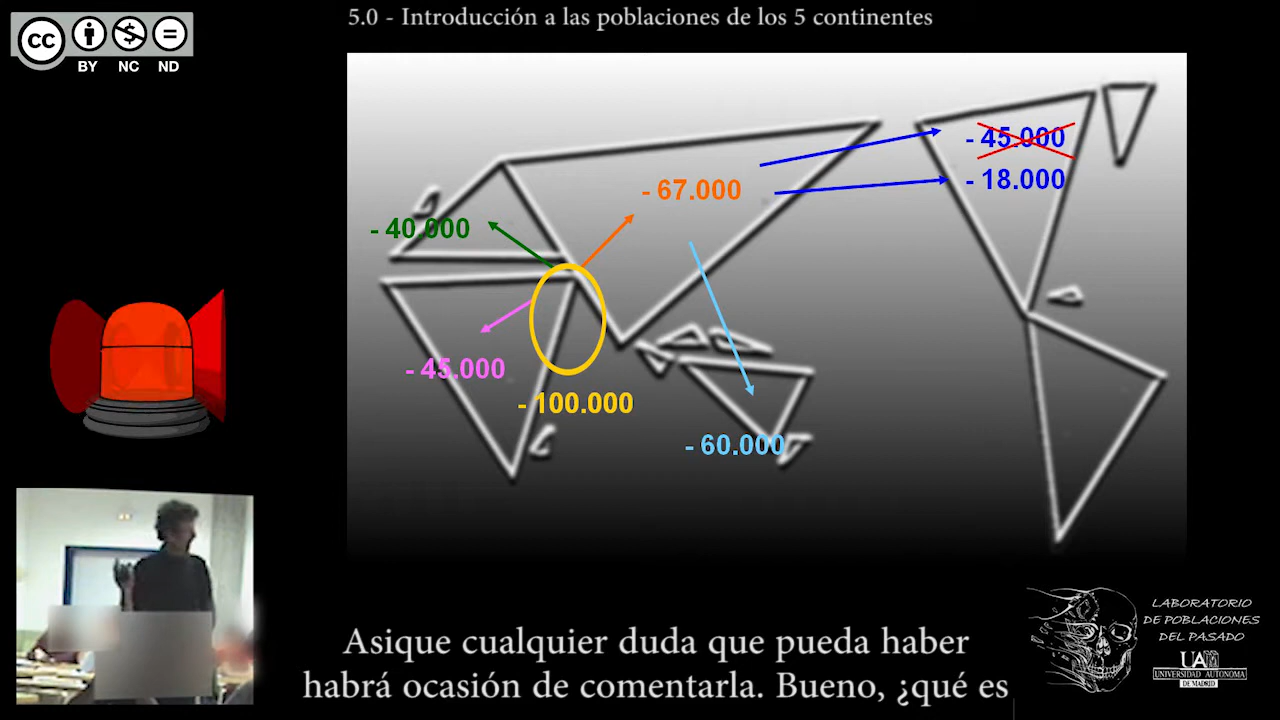 5.0 - Introducción a las poblaciones de los 5 continentes
cc
BY NC ND
- 45.000
- 67.000
- 18.000
- 40.000
- 45.000
- 100.000
- 60.000
LABORATORIO
DE POBLACIONES
DEL PASADO
UAM
UNIVERSIDAD AUTONOMA
DE MADRID
Asique cualquier duda que pueda haber
habrá ocasión de comentarla. Bueno, ¿qué es